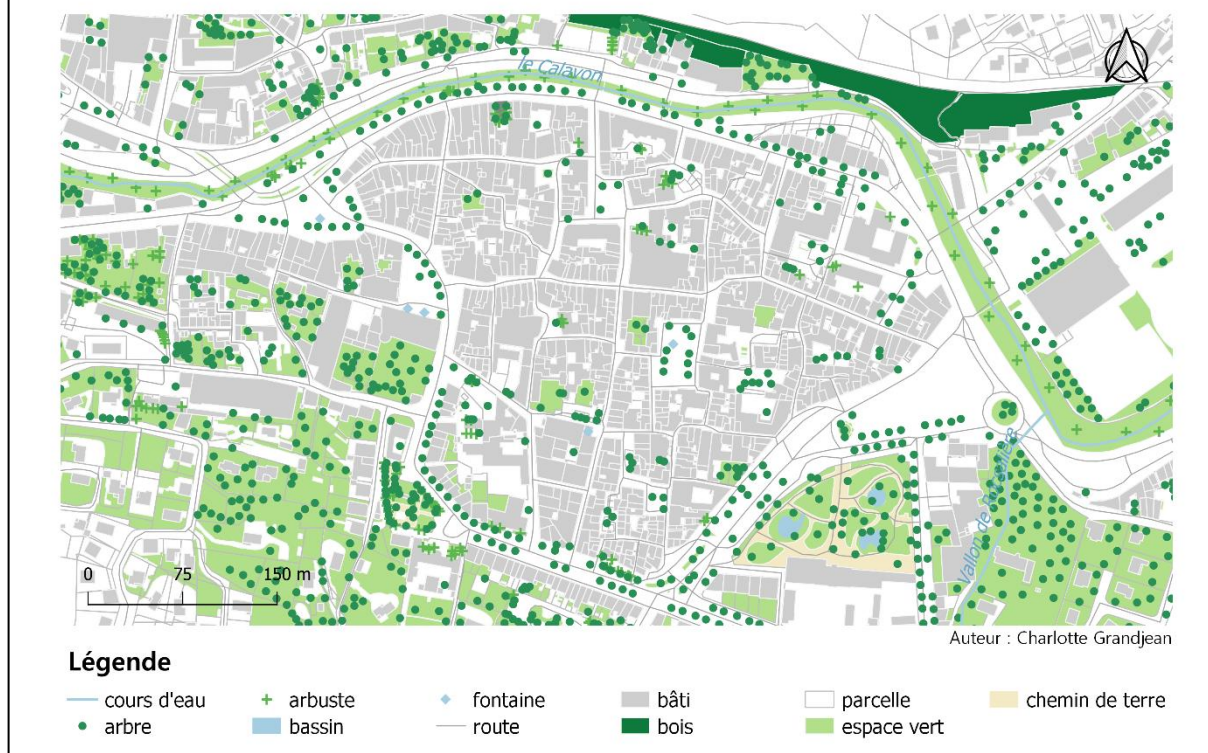 le Calavon
Vallon de
0 75 150 m
Auteur : Charlotte Grandjean
Légende
cours d'eau
arbuste
fontaine
bâti
parcelle
chemin de terre
arbre
bassin
route
bois
espace vert